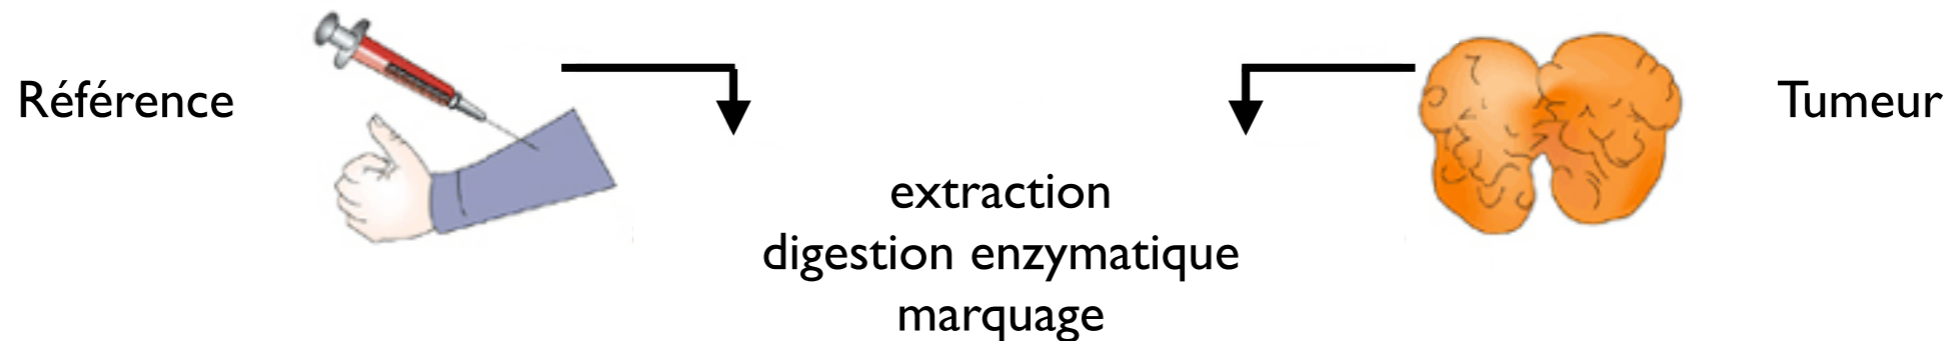 Référence
Tumeur
extraction
digestion enzymatique
marquage